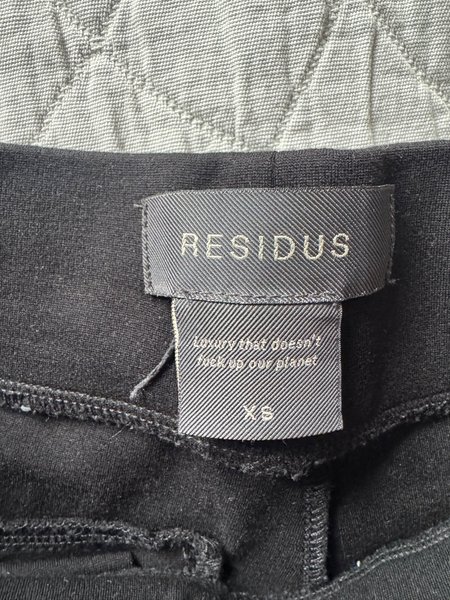 RESIDUS
Luxury that doesn't
fuck up our planet
XS